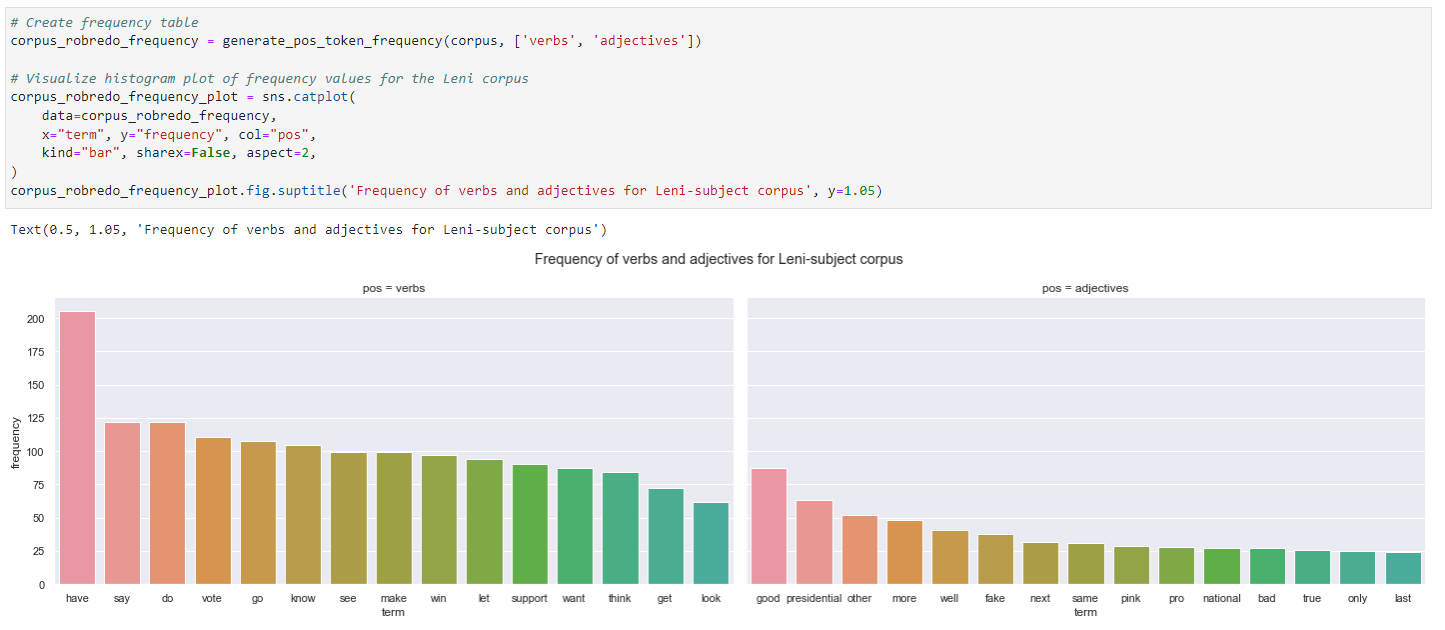 # Create frequency table
corpus_robredo_frequency = generate_pos_token_frequency(corpus, ['verbs', 'adjectives'])
# Visualize histogram plot of frequency values for the Leni corpus
corpus_robredo_frequency_plot = sns.catplot(
    data=corpus_robredo_frequency,
    x="term", y="frequency", col="pos",
    kind="bar", sharex=False, aspect=2,
)
corpus_robredo_frequency_plot.fig.suptitle('Frequency of verbs and adjectives for Leni-subject corpus', y=1.05)
Text(0.5, 1.05, 'Frequency of verbs and adjectives for Leni-subject corpus')
Frequency of verbs and adjectives for Leni-subject corpus
pos = verbs
pos = adjectives
frequency
200
175
150
125
100
75
50
25
0
have say do vote go know see make win let support want think get look
term
good presidential other more well fake next same pink pro national bad true only last
term